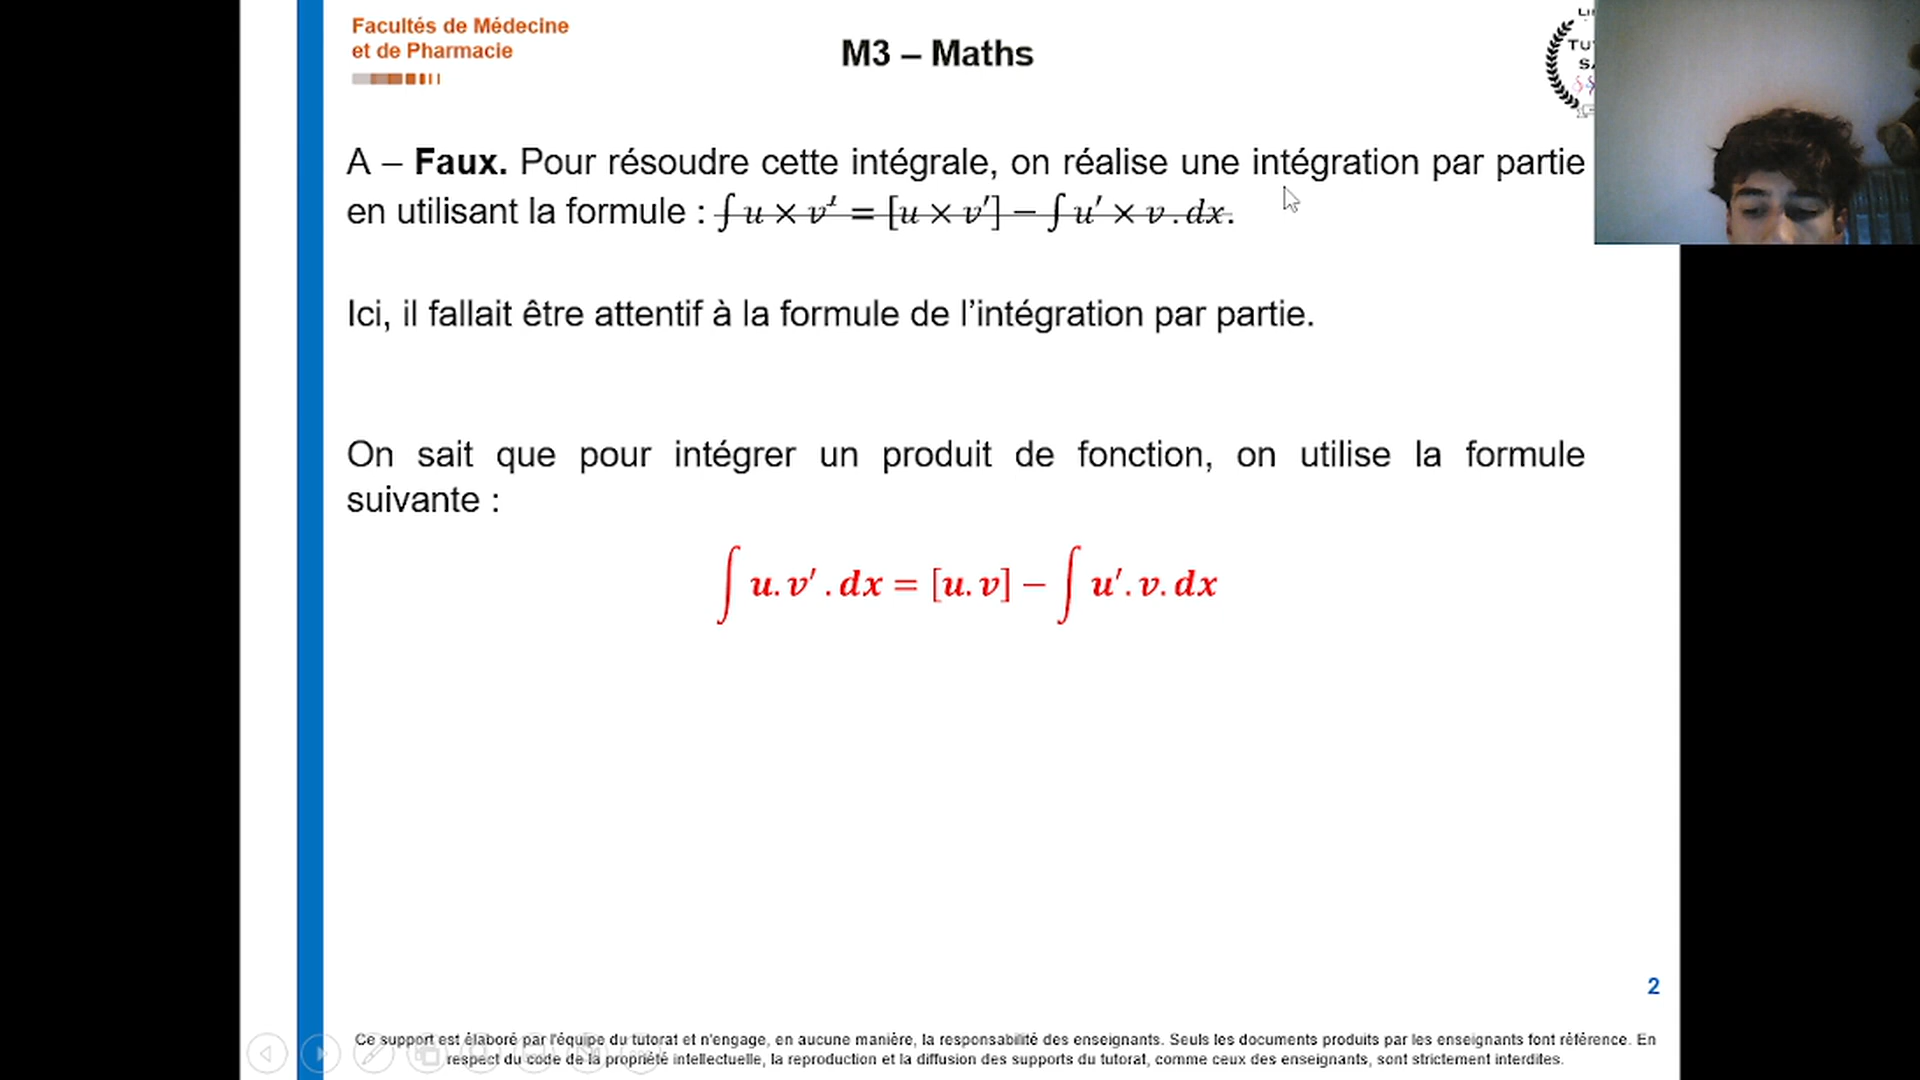 Facultés de Médecine
et de Pharmacie
M3 – Maths
LI
TU
S
A – Faux. Pour résoudre cette intégrale, on réalise une intégration par partie
en utilisant la formule : ∫ u × v′ = [u × v′] − ∫ u′ × v . dx.
Ici, il fallait être attentif à la formule de l’intégration par partie.
On sait que pour intégrer un produit de fonction, on utilise la formule
suivante :
∫ u. v′ . dx = [u. v] − ∫ u′. v. dx
2
Ce support est élaboré par l'équipe du tutorat et n'engage, en aucune manière, la responsabilité des enseignants. Seuls les documents produits par les enseignants font référence. En
respect du code de la propriété intellectuelle, la reproduction et la diffusion des supports du tutorat, comme ceux des enseignants, sont strictement interdites.